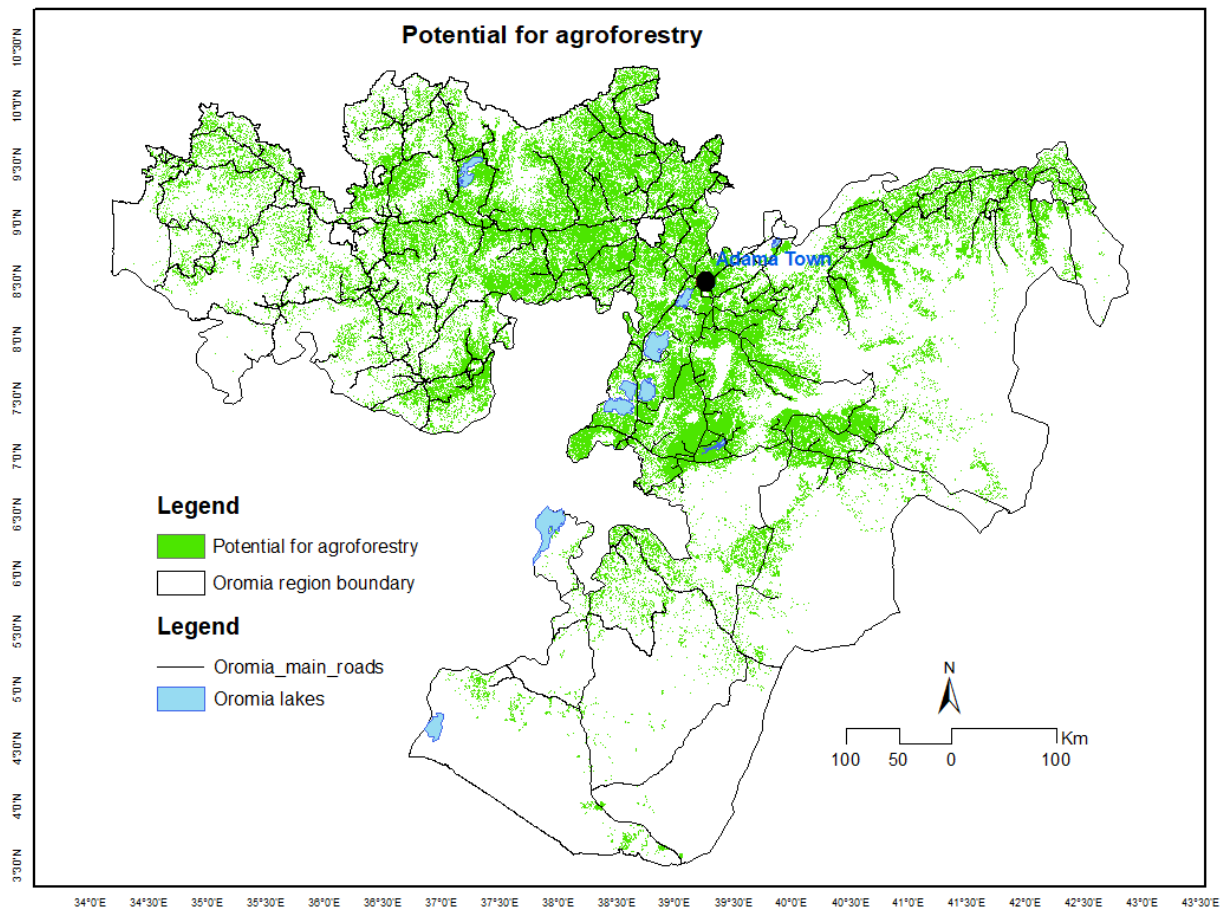 Potential for agroforestry
10°30'N
10°0'N
9°30'N
9°0'N
8°30'N
8°0'N
7°30'N
7°0'N
6°30'N
6°0'N
5°30'N
5°0'N
4°30'N
4°0'N
3°30'N
Adama Town
Legend
Potential for agroforestry
Oromia region boundary
Legend
Oromia_main_roads
Oromia lakes
N
Km
100 50 0 100
34°0'E 34°30'E 35°0'E 35°30'E 36°0'E 36°30'E 37°0'E 37°30'E 38°0'E 38°30'E 39°0'E 39°30'E 40°0'E 40°30'E 41°0'E 41°30'E 42°0'E 42°30'E 43°0'E 43°30'E